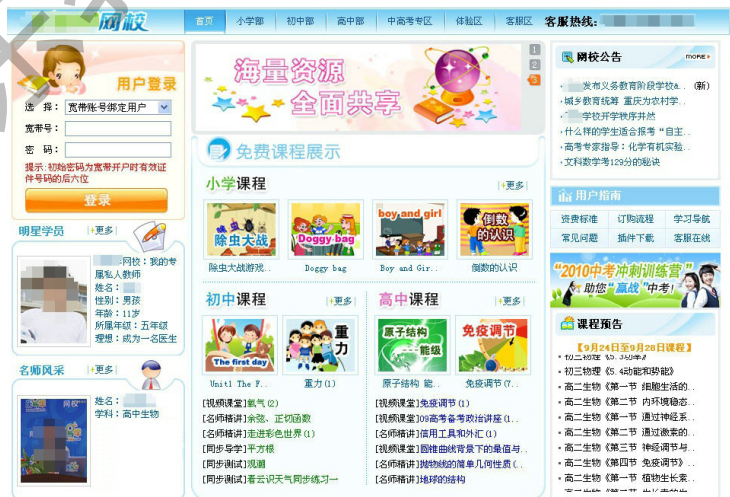 网校
首页 小学部 初中部 高中部 中高考专区 体验区 客服区 客服热线:
用户登录
选 择: 宽带账号绑定用户
宽带号:
密 码:
提示:初始密码为宽带开户时有效证
件号码的后六位
登录
明星学员 |+更多|
网校:我的专
属私人教师
姓名:
性别:男孩
年龄:11岁
所属年级:五年级
理想:成为一名医生
名师风采 |+更多|
姓名:
学科:高中生物
海量资源
全面共享
1
2
3
免费课程展示
小学课程 |+更多|
除虫大战
Doggy bag
boy and girl
倒数
的认识
除虫大战游戏..
Doggy bag
Boy and Gir..
倒数的认识
初中课程 |+更多|
The first day
重力
Unit1 The F..
重力(1)
[视频课堂]氧气(2)
[名师精讲]余弦、正切函数
[名师精讲]走进彩色世界(1)
[同步导学]平方根
[同步测试]观潮
[同步测试]看云识天气同步练习一
高中课程 |+更多|
原子结构
能级
免疫调节
原子结构 能..
免疫调节(7..
[视频课堂]免疫调节(1)
[视频课堂]09高考备考政治讲座(1..
[名师精讲]信用工具和外汇(1)
[视频课堂]圆锥曲线背景下的最值与..
[名师精讲]抛物线的简单几何性质(..
[名师精讲]地球的结构
网校公告 MORE
·发布义务教育阶段学校a.. (新)
·城乡教育统筹 重庆为农村学..
·学校开学秩序井然
·什么样的学生适合报考“自主..
·高考专家指导:化学有机实验..
·文科数学考129分的秘诀
用户指南
资费标准 订购流程 学习导航
常见问题 插件下载 客服在线
“2010中考冲刺训练营”
助您“赢战”中考!
课程预告
【9月24日至9月28日课程】
·初三物理《5.3功率》
·初三物理《5.4动能和势能》
·高二生物《第一节 细胞生活的..
·高二生物《第二节 内环境稳态..
·高二生物《第一节 通过神经系..
·高二生物《第二节 通过激素的..
·高二生物《第三节 神经调节与..
·高二生物《第四节 免疫调节》..
·高二生物《第一节 植物生长素..